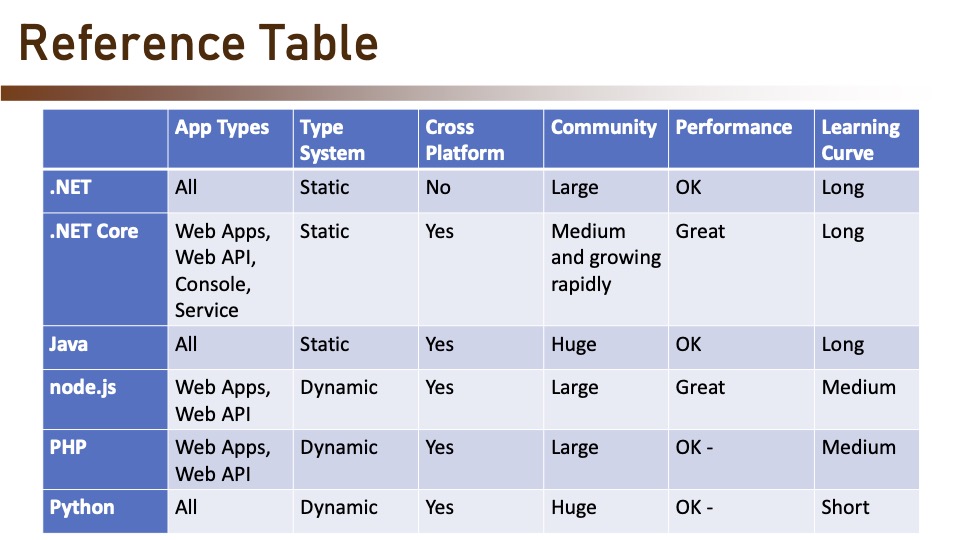 Reference Table
App Types Type System Cross Platform Community Performance Learning Curve
.NET All Static No Large OK Long
.NET Core Web Apps, Web API, Console, Service Static Yes Medium and growing rapidly Great Long
Java All Static Yes Huge OK Long
node.js Web Apps, Web API Dynamic Yes Large Great Medium
PHP Web Apps, Web API Dynamic Yes Large OK - Medium
Python All Dynamic Yes Huge OK - Short